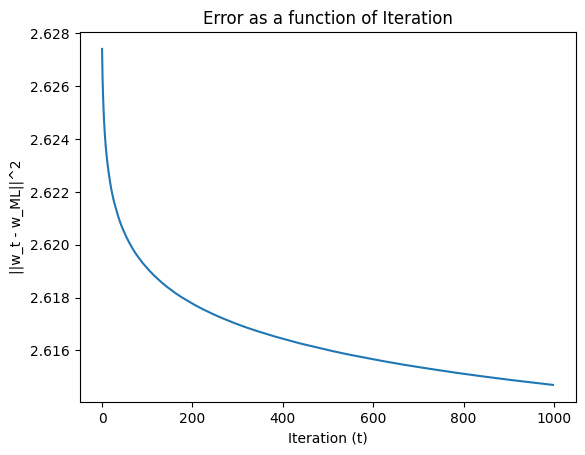 Error as a function of Iteration
2.628
2.626
2.624
2.622
2.620
2.618
2.616
||w_t - w_ML||^2
0 200 400 600 800 1000
Iteration (t)